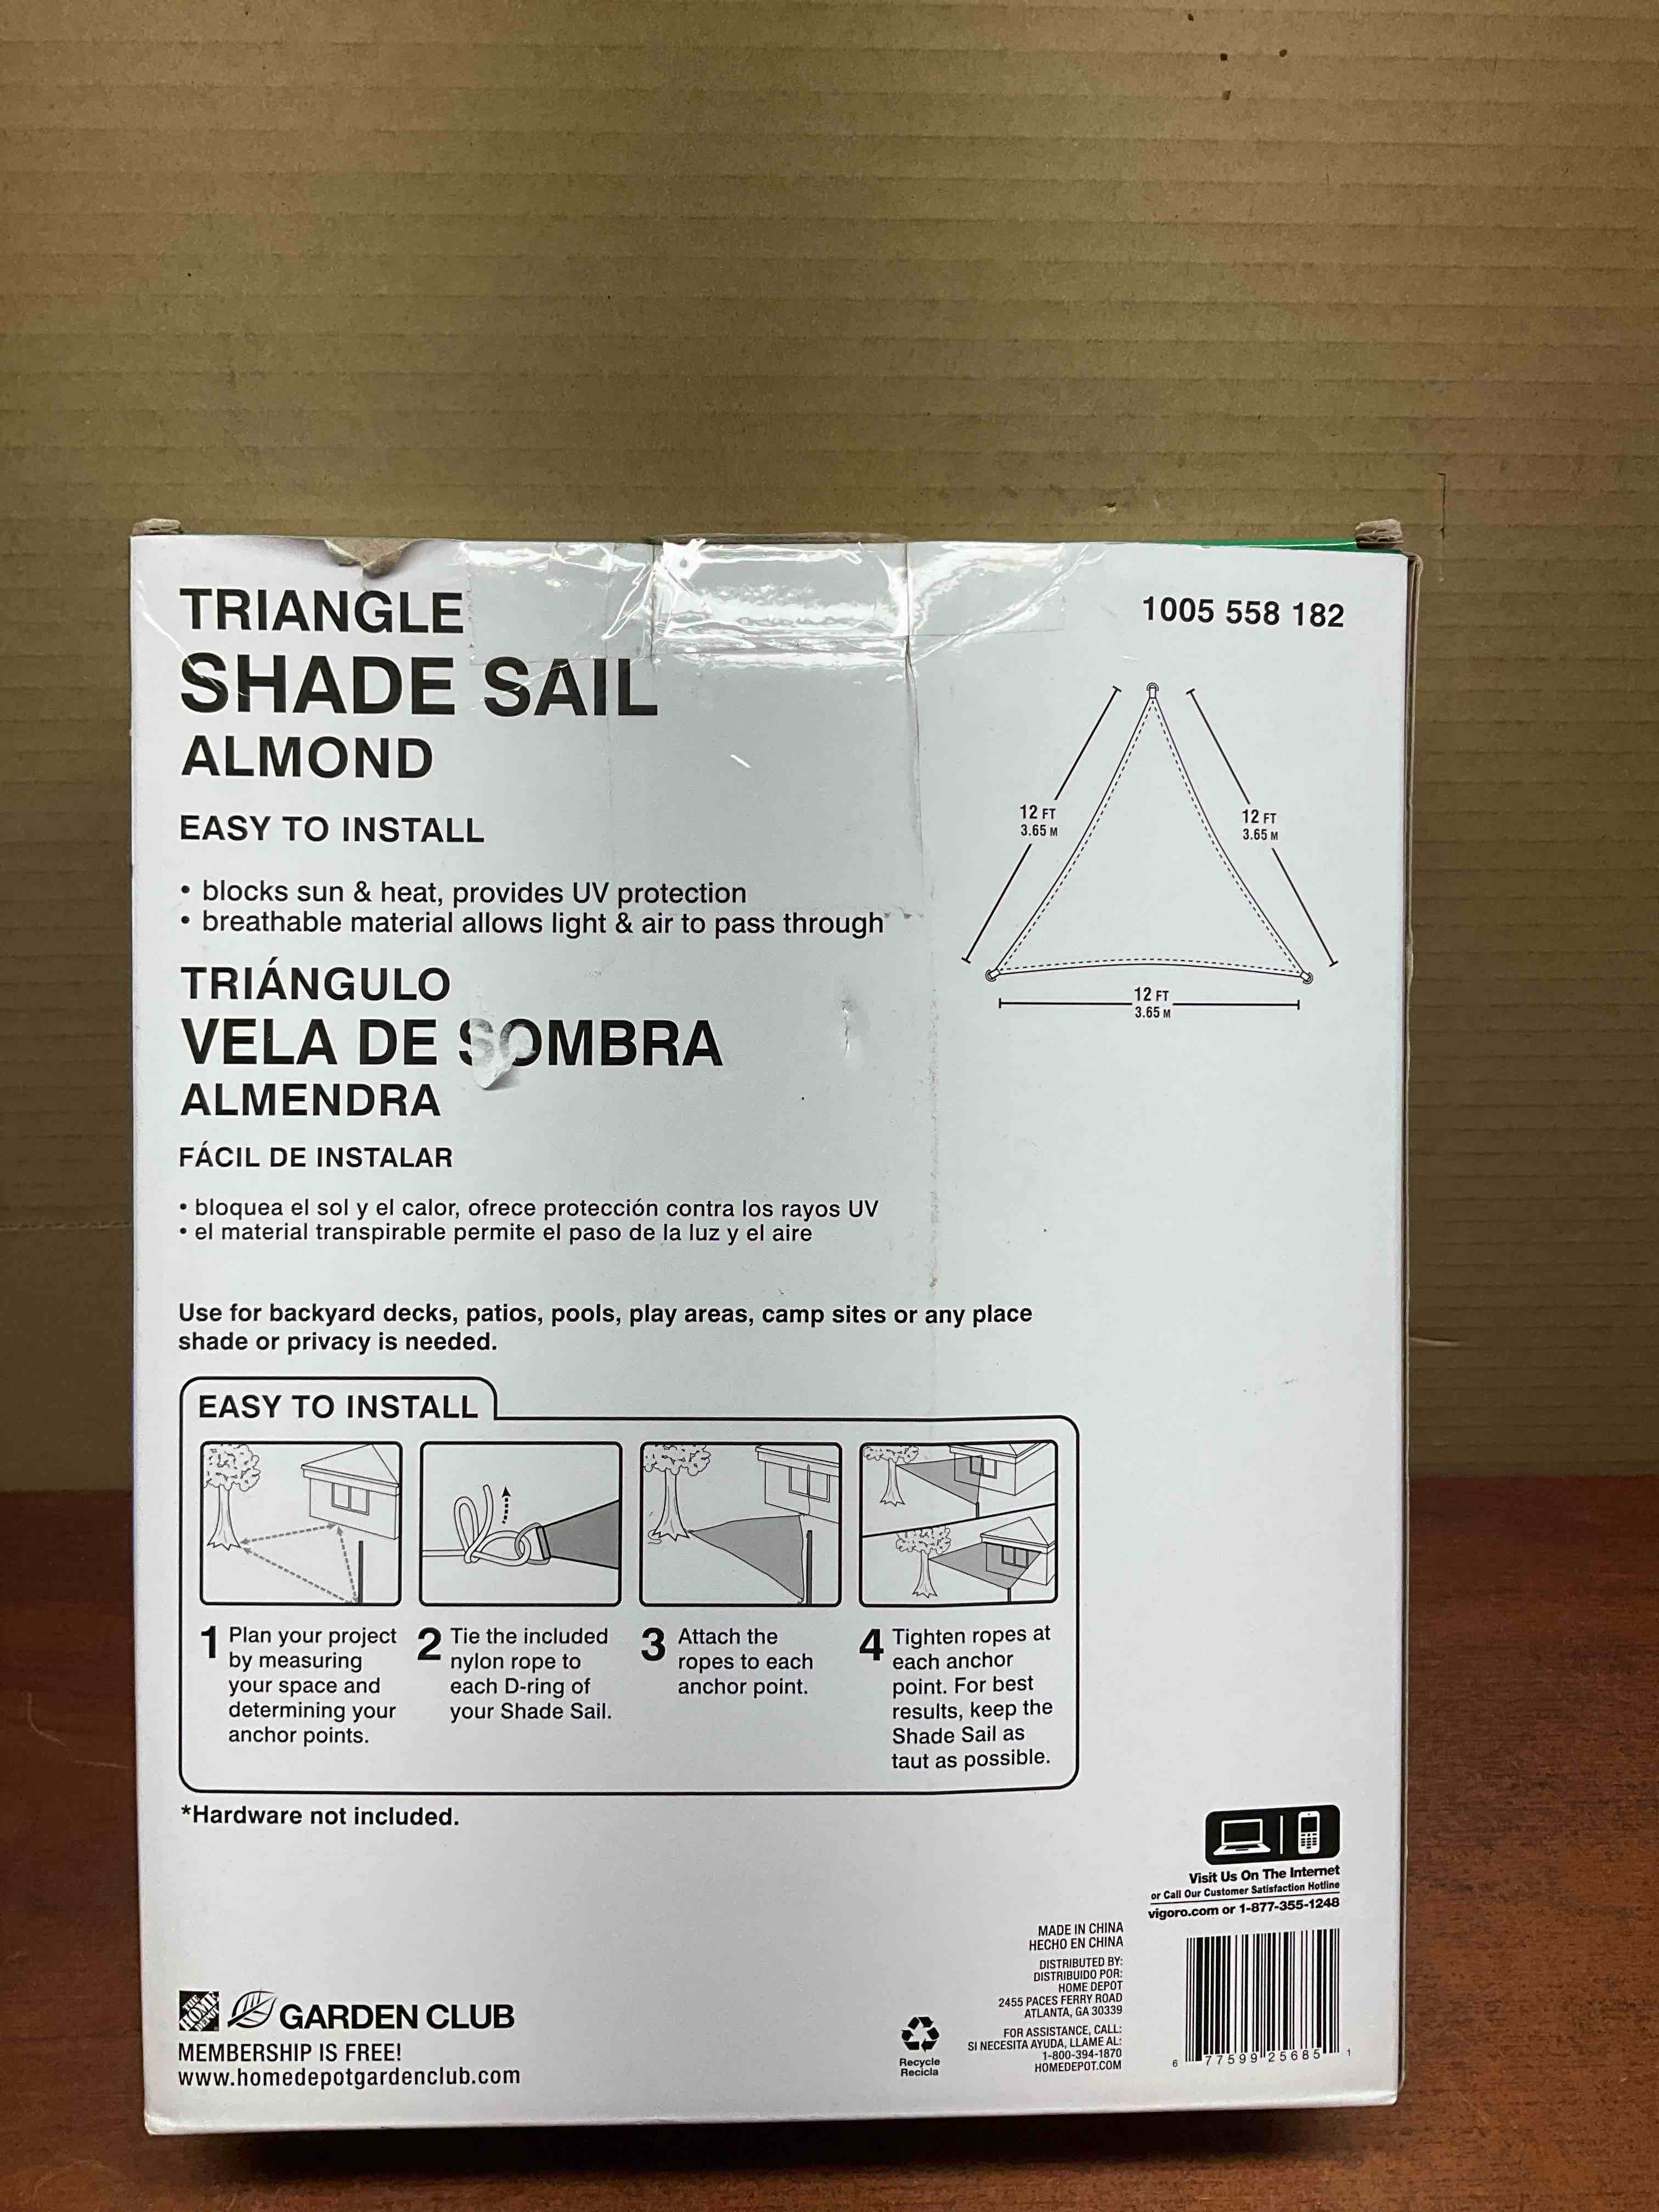 TRIANGLE
SHADE SAIL
ALMOND
EASY TO INSTALL
• blocks sun & heat, provides UV protection
• breathable material allows light & air to pass through
1005 558 182
12 FT
3.65 M
12 FT
3.65 M
12 FT
3.65 M
TRIÁNGULO
VELA DE SOMBRA
ALMENDRA
FÁCIL DE INSTALAR
• bloquea el sol y el calor, ofrece protección contra los rayos UV
• el material transpirable permite el paso de la luz y el aire
Use for backyard decks, patios, pools, play areas, camp sites or any place
shade or privacy is needed.
EASY TO INSTALL
1 Plan your project
by measuring
your space and
determining your
anchor points.
2 Tie the included
nylon rope to
each D-ring of
your Shade Sail.
3 Attach the
ropes to each
anchor point.
4 Tighten ropes at
each anchor
point. For best
results, keep the
Shade Sail as
taut as possible.
*Hardware not included.
Visit Us On The Internet
or Call Our Customer Satisfaction Hotline
vigoro.com or 1-877-355-1248
MADE IN CHINA
HECHO EN CHINA
DISTRIBUTED BY:
DISTRIBUIDO POR:
HOME DEPOT
2455 PACES FERRY ROAD
ATLANTA, GA 30339
FOR ASSISTANCE, CALL:
SI NECESITA AYUDA, LLAME AL:
1-800-394-1870
HOMEDEPOT.COM
Recycle
Recicla
6 77599 25685 1
THE HOME DEPOT
GARDEN CLUB
MEMBERSHIP IS FREE!
www.homedepotgardenclub.com